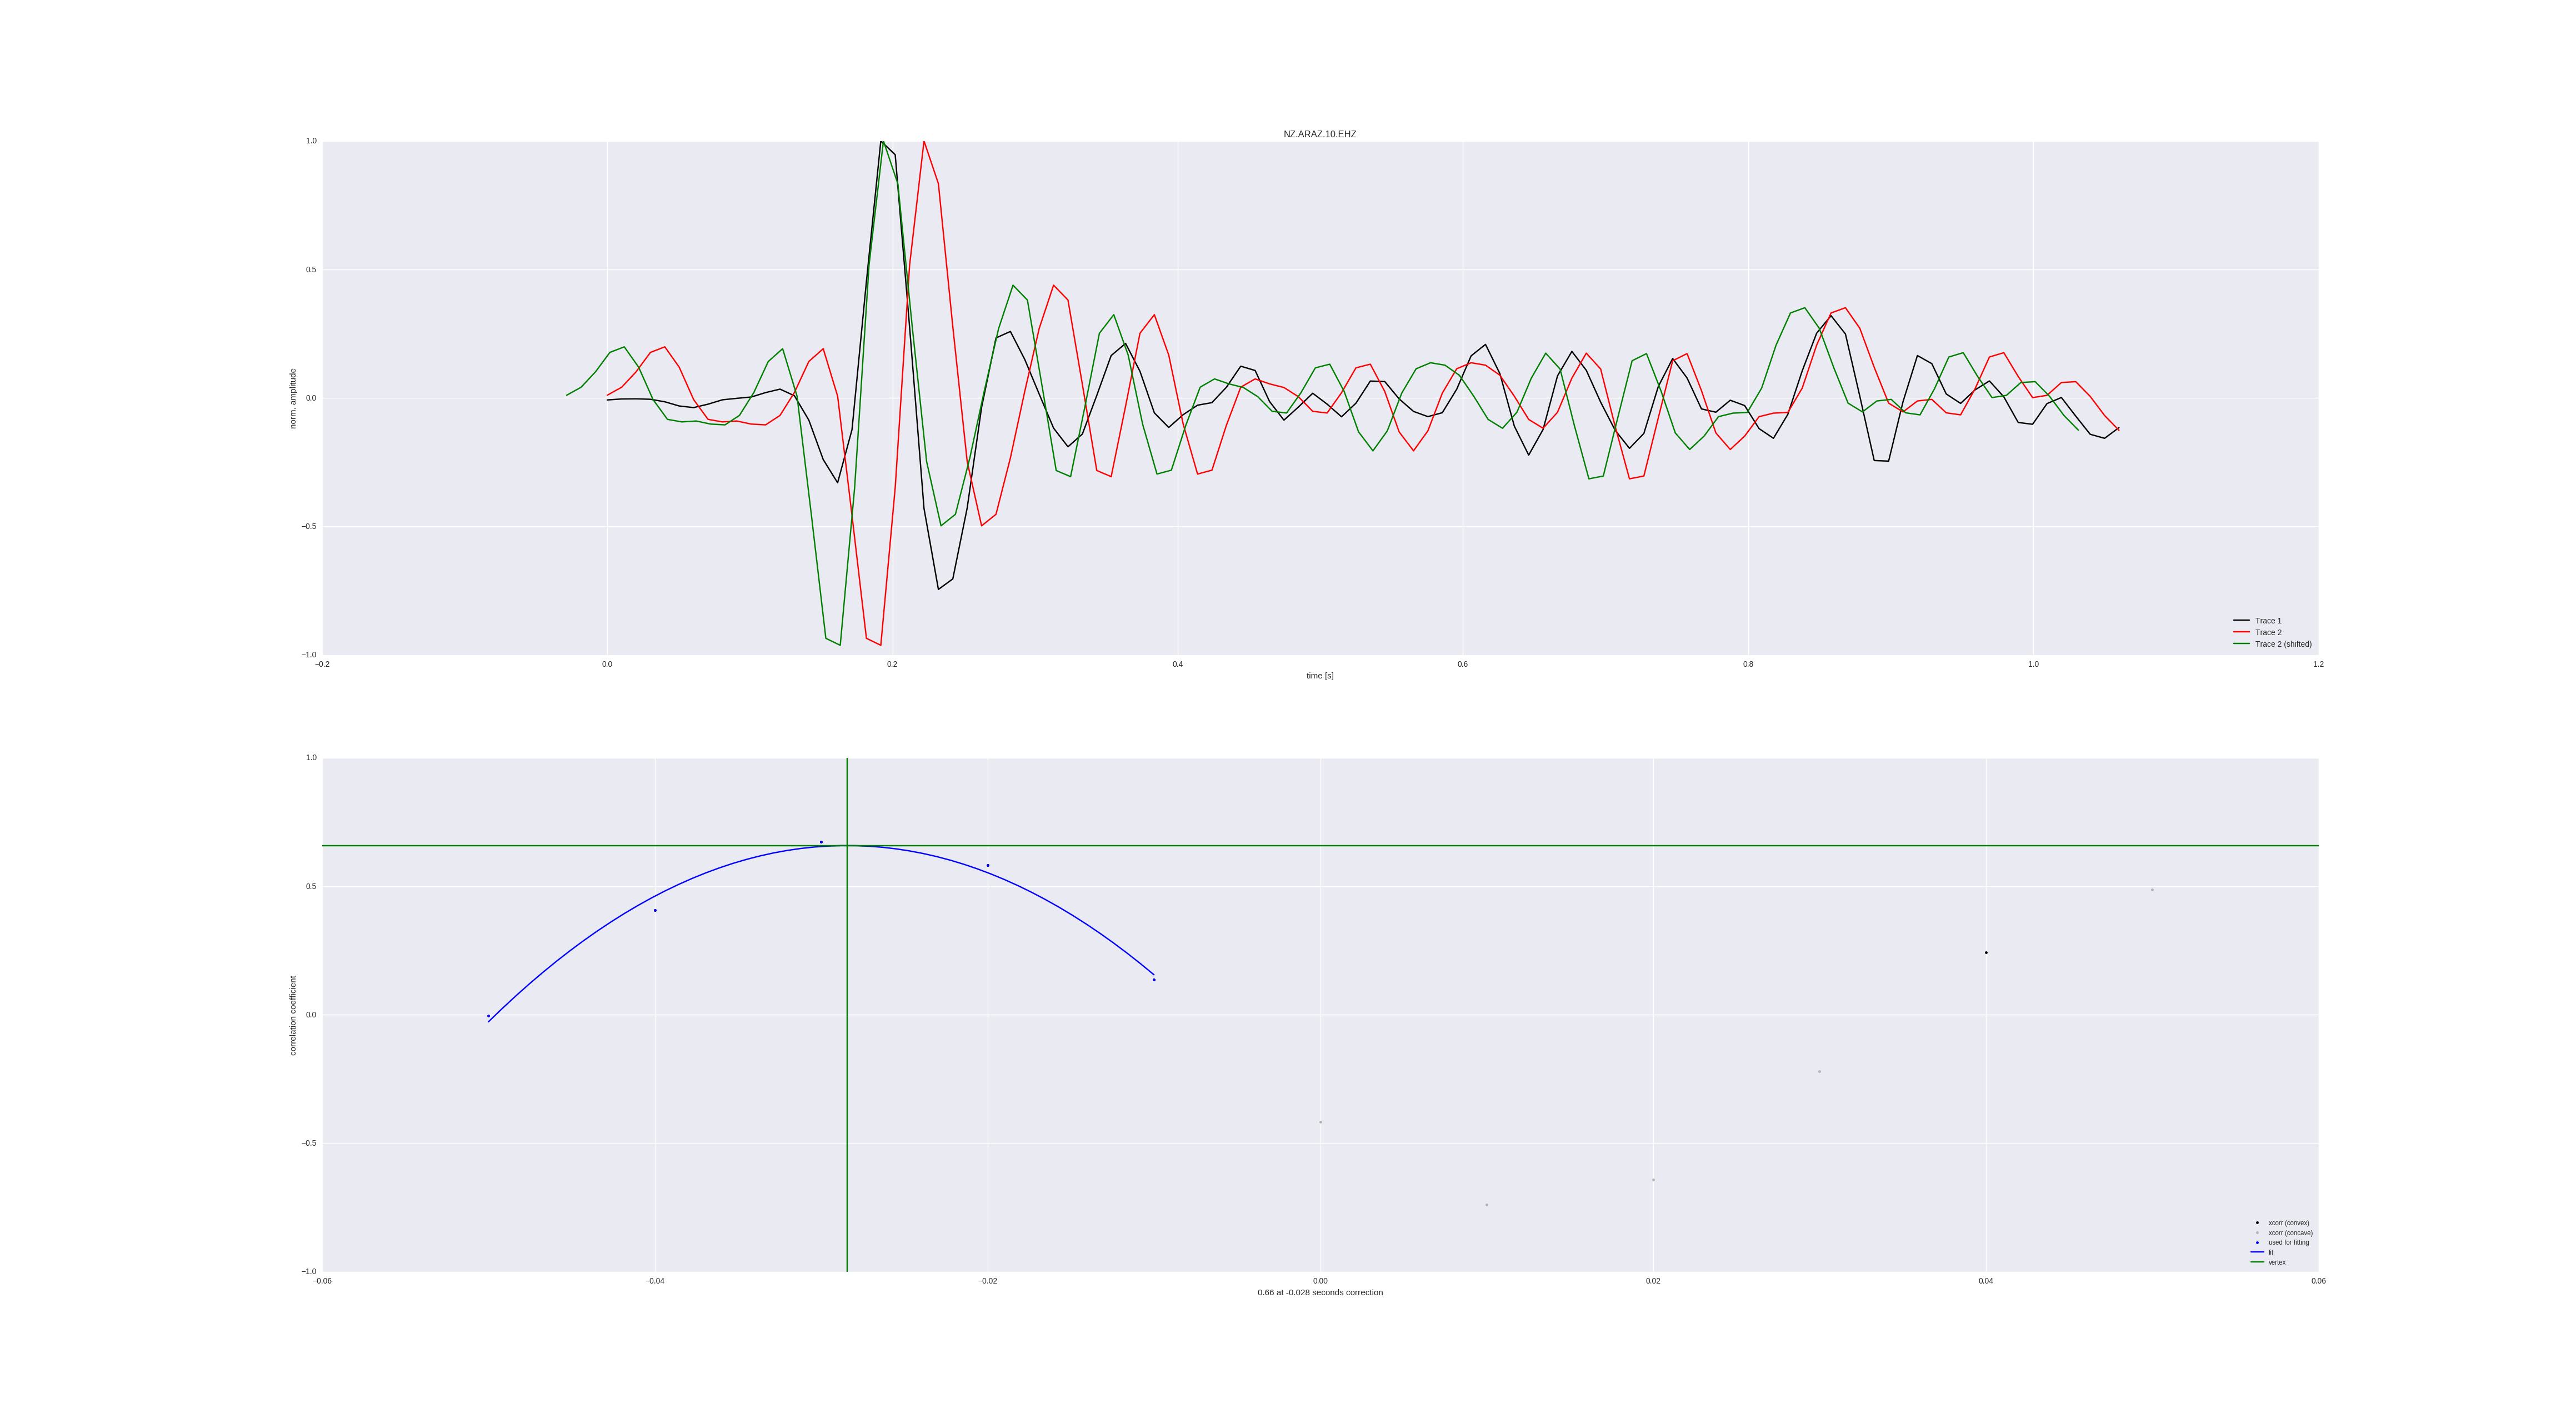 NZ.ARAZ.10.EHZ
1.0
0.5
0.0
−0.5
−1.0
norm. amplitude
−0.2
0.0
0.2
0.4
0.6
0.8
1.0
1.2
time [s]
Trace 1
Trace 2
Trace 2 (shifted)
1.0
0.5
0.0
−0.5
−1.0
correlation coefficient
−0.06
−0.04
−0.02
0.00
0.02
0.04
0.06
0.66 at -0.028 seconds correction
xcorr (convex)
xcorr (concave)
used for fitting
fit
vertex